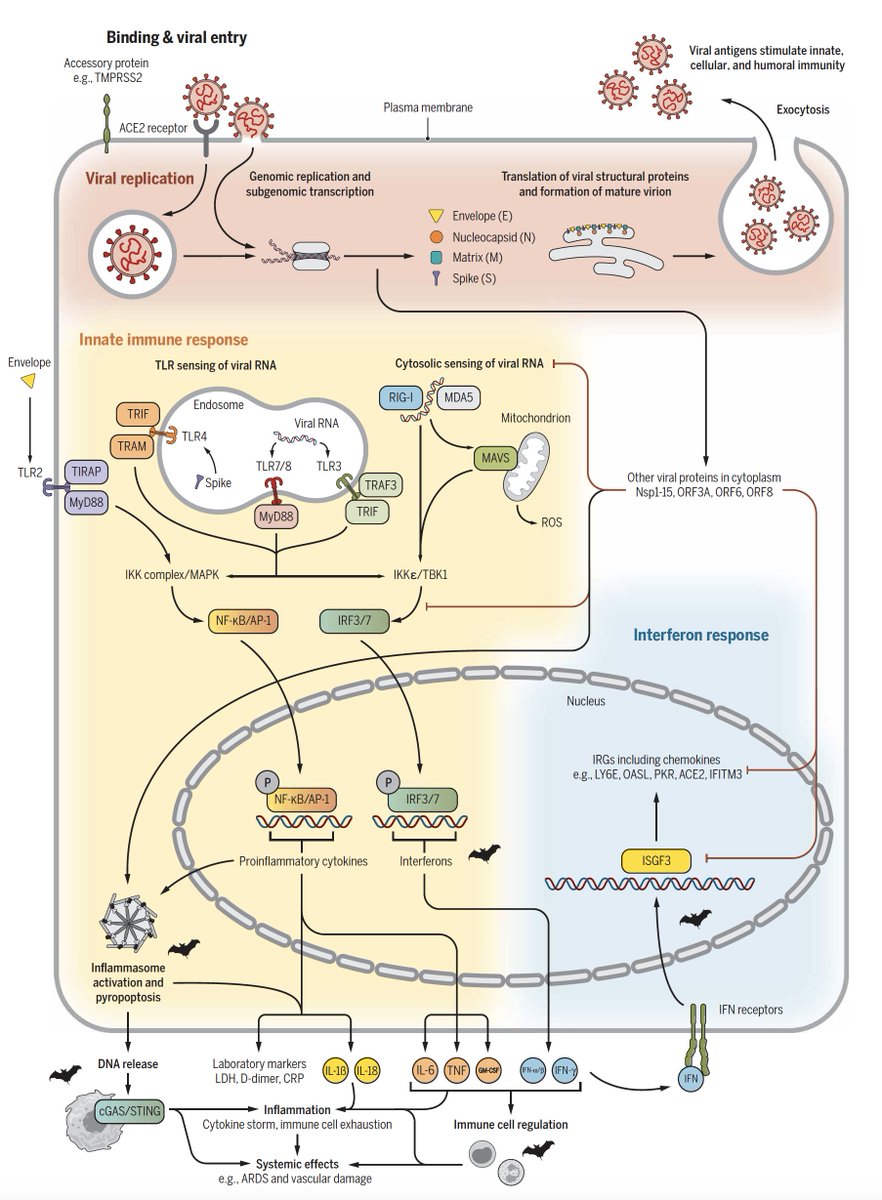 Binding & viral entry
Accessory protein
e.g., TMPRSS2
ACE2 receptor
Plasma membrane
Viral antigens stimulate innate,
cellular, and humoral immunity
Exocytosis
Viral replication
Genomic replication and
subgenomic transcription
Translation of viral structural proteins
and formation of mature virion
Envelope (E)
Nucleocapsid (N)
Matrix (M)
Spike (S)
Innate immune response
Envelope
TLR sensing of viral RNA
Cytosolic sensing of viral RNA
TRIF
TRAM
Endosome
TLR4
Spike
Viral RNA
TLR7/8
TLR3
MyD88
TRAF3
TRIF
RIG-I
MDA5
Mitochondrion
MAVS
ROS
TLR2
TIRAP
MyD88
Other viral proteins in cytoplasm
Nsp1-15, ORF3A, ORF6, ORF8
IKK complex/MAPK
IKKε/TBK1
NF-κB/AP-1
IRF3/7
Interferon response
Nucleus
P
NF-κB/AP-1
P
IRF3/7
IRGs including chemokines
e.g., LY6E, OASL, PKR, ACE2, IFITM3
Proinflammatory cytokines
Interferons
ISGF3
Inflammasome
activation and
pyropoptosis
IFN receptors
DNA release
Laboratory markers
LDH, D-dimer, CRP
IL-1ß
IL-18
IL-6
TNF
GM-CSF
IFN-α/β
IFN-γ
IFN
cGAS/STING
Inflammation
Cytokine storm, immune cell exhaustion
Immune cell regulation
Systemic effects
e.g., ARDS and vascular damage